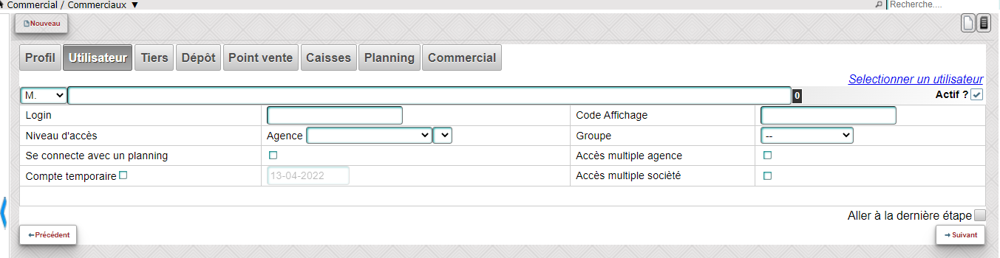 Commercial / Commerciaux ▼ Recherche....
Nouveau
Profil Utilisateur Tiers Dépôt Point vente Caisses Planning Commercial
Selectionner un utilisateur
M. 0 Actif ?
Login Code Affichage
Niveau d'accès Agence Groupe --
Se connecte avec un planning Accès multiple agence
Compte temporaire 13-04-2022 Accès multiple sociètè
Aller à la dernière étape
Précédent Suivant